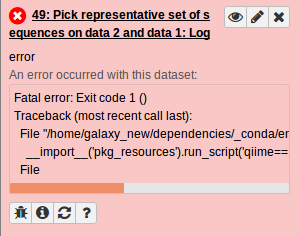 49: Pick representative set of s
equences on data 2 and data 1: Log
error
An error occurred with this dataset:
Fatal error: Exit code 1 ()
Traceback (most recent call last):
File "/home/galaxy_new/dependencies/_conda/er
__import__('pkg_resources').run_script('qiime==
File